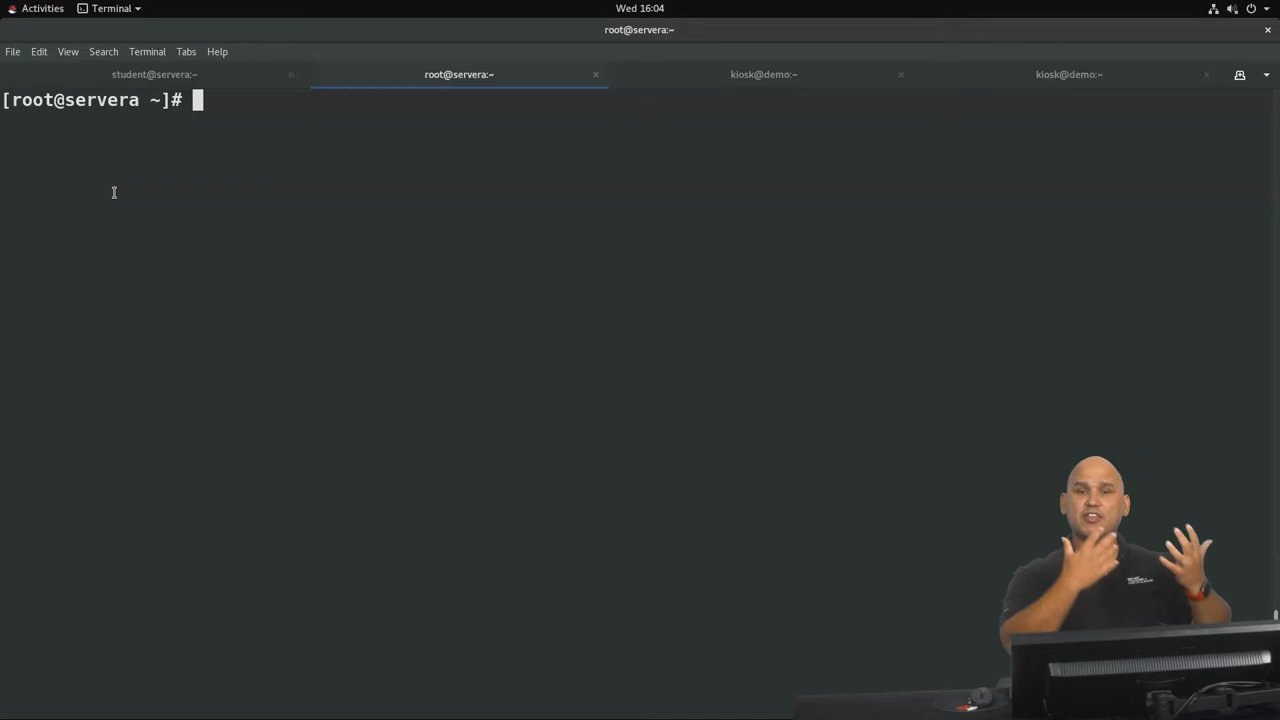 Activities Terminal Wed 16:04
root@servera:~
File Edit View Search Terminal Tabs Help
student@servera:~ root@servera:~ kiosk@demo:~ kiosk@demo:~
[root@servera ~]#